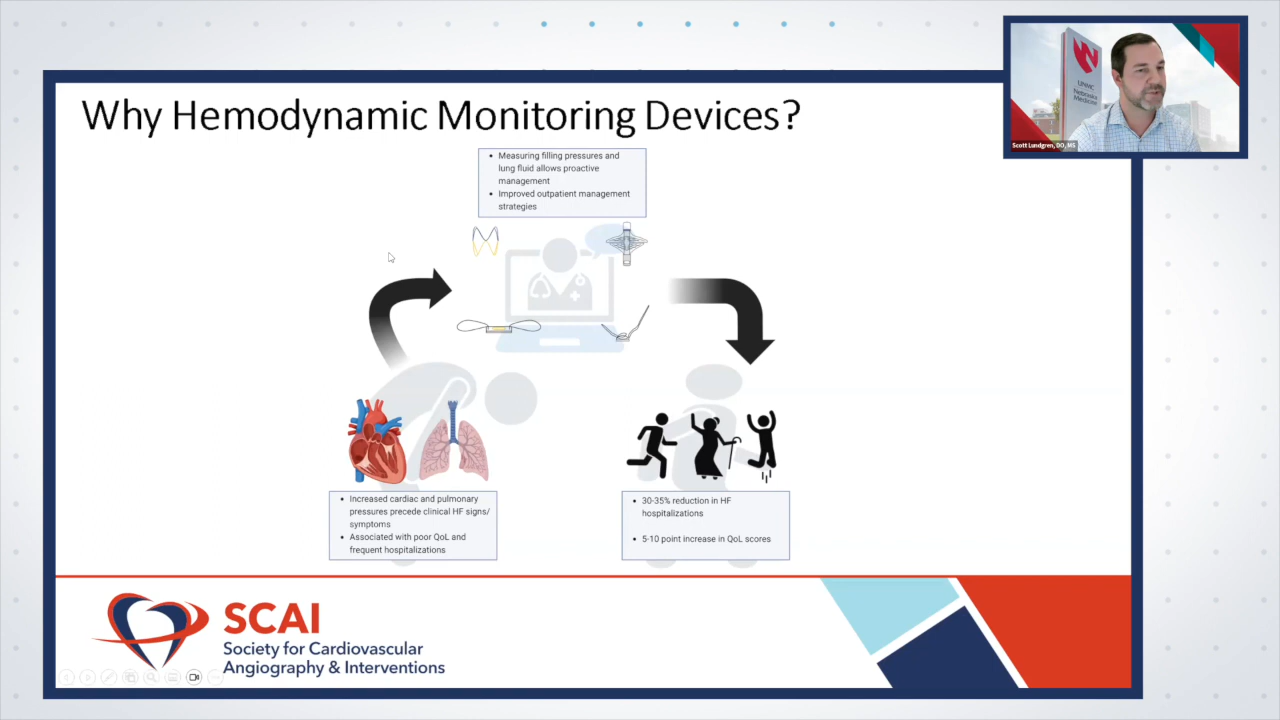 Why Hemodynamic Monitoring Devices?
• Measuring filling pressures and
lung fluid allows proactive
management
• Improved outpatient management
strategies
• Increased cardiac and pulmonary
pressures precede clinical HF signs/
symptoms
• Associated with poor QoL and
frequent hospitalizations
• 30-35% reduction in HF
hospitalizations
• 5-10 point increase in QoL scores
UNMC
Nebraska
Medicine
Scott Lundgren, DO, MS
SCAI
Society for Cardiovascular
Angiography & Interventions